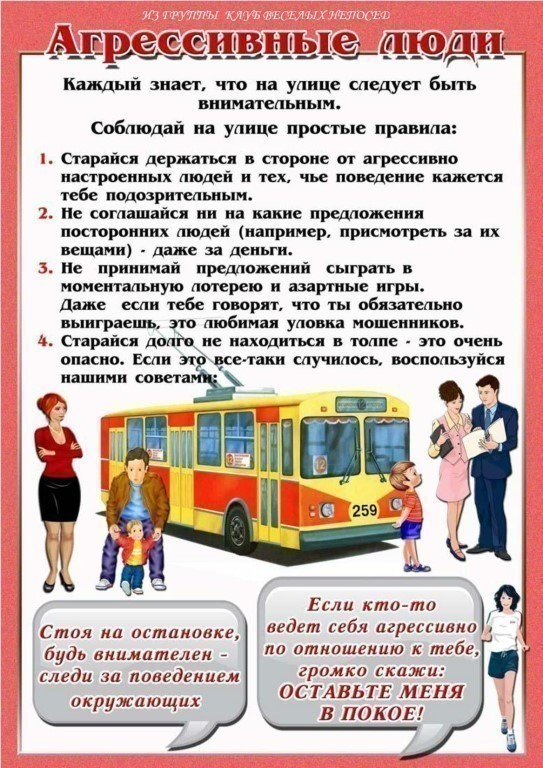 ИЗ ГРУППЫ КЛУБ ВЕСЕЛЫХ НЕПОСЕД
Агрессивные люди
Каждый знает, что на улице следует быть
внимательным.
Соблюдай на улице простые правила:
1. Старайся держаться в стороне от агрессивно
настроенных людей и тех, чье поведение кажется
тебе подозрительным.
2. Не соглашайся ни на какие предложения
посторонних людей (например, присмотреть за их
вещами) - даже за деньги.
3. Не принимай предложений сыграть в
моментальную лотерею и азартные игры.
Даже если тебе говорят, что ты обязательно
выиграешь, это любимая уловка мошенников.
4. Старайся долго не находиться в толпе - это очень
опасно. Если это все-таки случилось, воспользуйся
нашими советами:
12
12
259
Стоя на остановке,
будь внимателен -
следи за поведением
окружающих
Если кто-то
ведет себя агрессивно
по отношению к тебе,
громко скажи:
ОСТАВЬТЕ МЕНЯ
В ПОКОЕ!